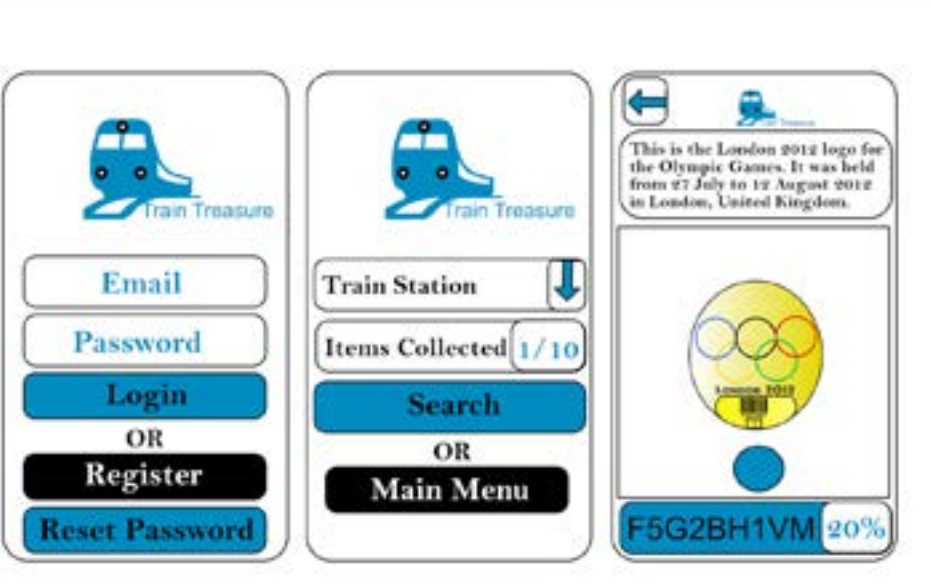 Train Treasure
Email
Password
Login
OR
Register
Reset Password
Train Treasure
Train Station
Items Collected 1/10
Search
OR
Main Menu
Train Treasure
This is the London 2012 logo for
the Olympic Games. It was held
from 27 July to 12 August 2012
in London, United Kingdom.
London 2012
F5G2BH1VM 20%